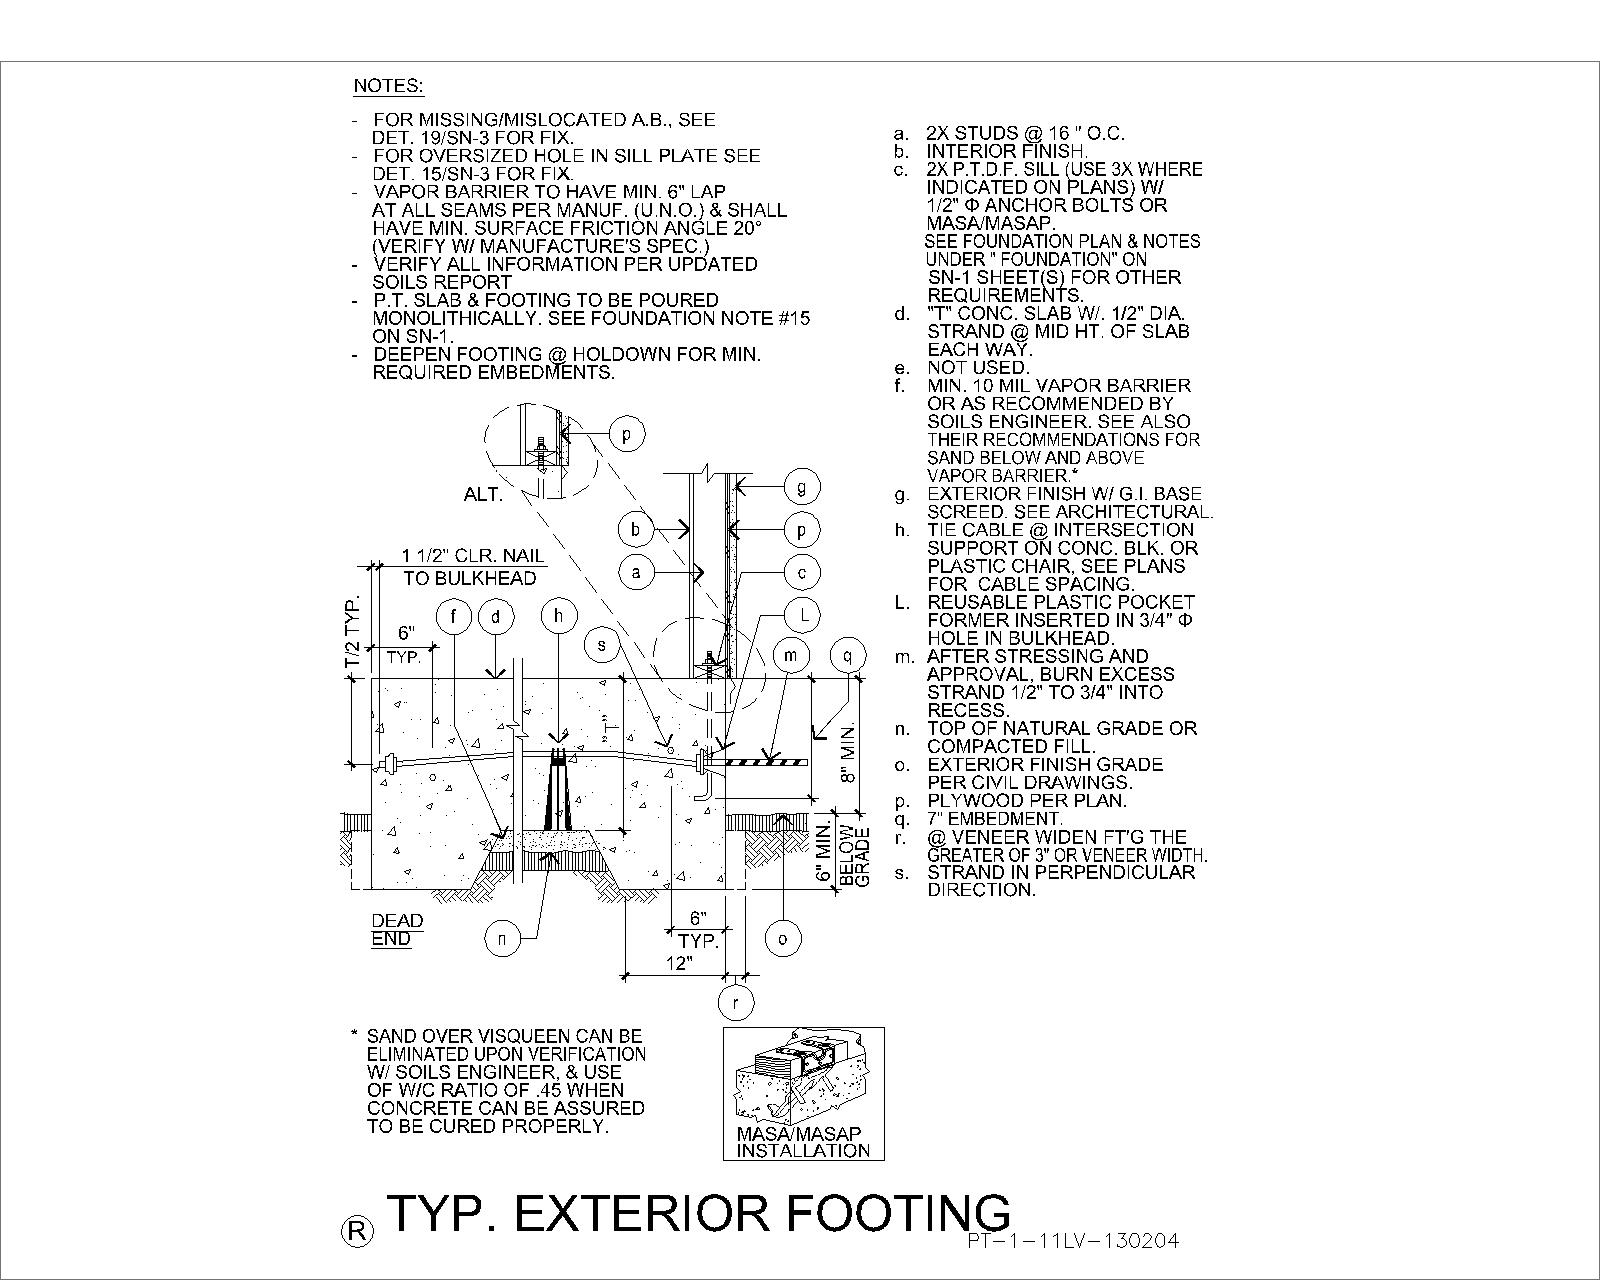 NOTES:
- FOR MISSING/MISLOCATED A.B., SEE
DET. 19/SN-3 FOR FIX.
- FOR OVERSIZED HOLE IN SILL PLATE SEE
DET. 15/SN-3 FOR FIX.
- VAPOR BARRIER TO HAVE MIN. 6" LAP
AT ALL SEAMS PER MANUF. (U.N.O.) & SHALL
HAVE MIN. SURFACE FRICTION ANGLE 20°
(VERIFY W/ MANUFACTURE'S SPEC.)
- VERIFY ALL INFORMATION PER UPDATED
SOILS REPORT
- P.T. SLAB & FOOTING TO BE POURED
MONOLITHICALLY. SEE FOUNDATION NOTE #15
ON SN-1.
- DEEPEN FOOTING @ HOLDOWN FOR MIN.
REQUIRED EMBEDMENTS.
a. 2X STUDS @ 16 " O.C.
b. INTERIOR FINISH.
c. 2X P.T.D.F. SILL (USE 3X WHERE
INDICATED ON PLANS) W/
1/2" Φ ANCHOR BOLTS OR
MASA/MASAP.
SEE FOUNDATION PLAN & NOTES
UNDER " FOUNDATION" ON
SN-1 SHEET(S) FOR OTHER
REQUIREMENTS.
d. "T" CONC. SLAB W/. 1/2" DIA.
STRAND @ MID HT. OF SLAB
EACH WAY.
e. NOT USED.
f. MIN. 10 MIL VAPOR BARRIER
OR AS RECOMMENDED BY
SOILS ENGINEER. SEE ALSO
THEIR RECOMMENDATIONS FOR
SAND BELOW AND ABOVE
VAPOR BARRIER.*
g. EXTERIOR FINISH W/ G.I. BASE
SCREED. SEE ARCHITECTURAL.
h. TIE CABLE @ INTERSECTION
SUPPORT ON CONC. BLK. OR
PLASTIC CHAIR, SEE PLANS
FOR CABLE SPACING.
L. REUSABLE PLASTIC POCKET
FORMER INSERTED IN 3/4" Φ
HOLE IN BULKHEAD.
m. AFTER STRESSING AND
APPROVAL, BURN EXCESS
STRAND 1/2" TO 3/4" INTO
RECESS.
n. TOP OF NATURAL GRADE OR
COMPACTED FILL.
o. EXTERIOR FINISH GRADE
PER CIVIL DRAWINGS.
p. PLYWOOD PER PLAN.
q. 7" EMBEDMENT.
r. @ VENEER WIDEN FT'G THE
GREATER OF 3" OR VENEER WIDTH.
s. STRAND IN PERPENDICULAR
DIRECTION.
p
ALT.
g
b
p
1 1/2" CLR. NAIL
TO BULKHEAD
a
c
T/2 TYP.
f
d
h
L
6"
TYP.
s
m
q
"T"
8" MIN.
6" MIN.
BELOW
GRADE
DEAD
END
n
6"
TYP.
o
12"
r
* SAND OVER VISQUEEN CAN BE
ELIMINATED UPON VERIFICATION
W/ SOILS ENGINEER, & USE
OF W/C RATIO OF .45 WHEN
CONCRETE CAN BE ASSURED
TO BE CURED PROPERLY.
MASA/MASAP
INSTALLATION
R TYP. EXTERIOR FOOTING
PT-1-11LV-130204